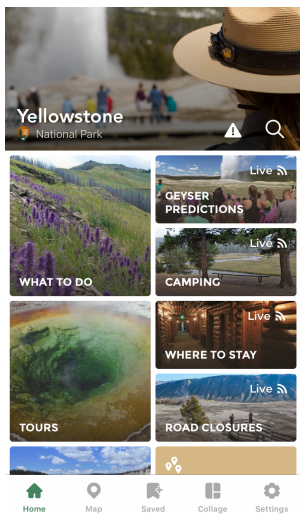 Yellowstone
National Park
Live
GEYSER
PREDICTIONS
WHAT TO DO
Live
CAMPING
Live
WHERE TO STAY
TOURS
Live
ROAD CLOSURES
Home
Map
Saved
Collage
Settings